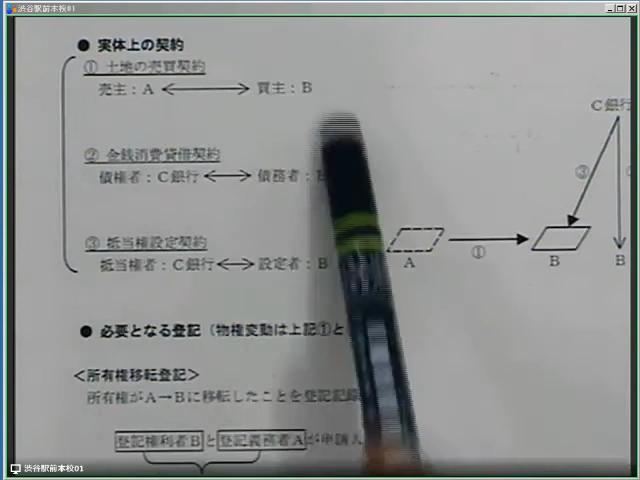 渋谷駅前本校01
● 実体上の契約
① 土地の売買契約
売主：A ⟷ 買主：B
C銀行
② 金銭消費貸借契約
債権者：C銀行 ⟷ 債務者：
③
③ 抵当権設定契約
抵当権者：C銀行 ⟷ 設定者：B
A ① B B
● 必要となる登記（物権変動は上記①と
＜所有権移転登記＞
所有権がA→Bに移転したことを登記記録
登記権利者B と 登記義務者A が申請人
渋谷駅前本校01